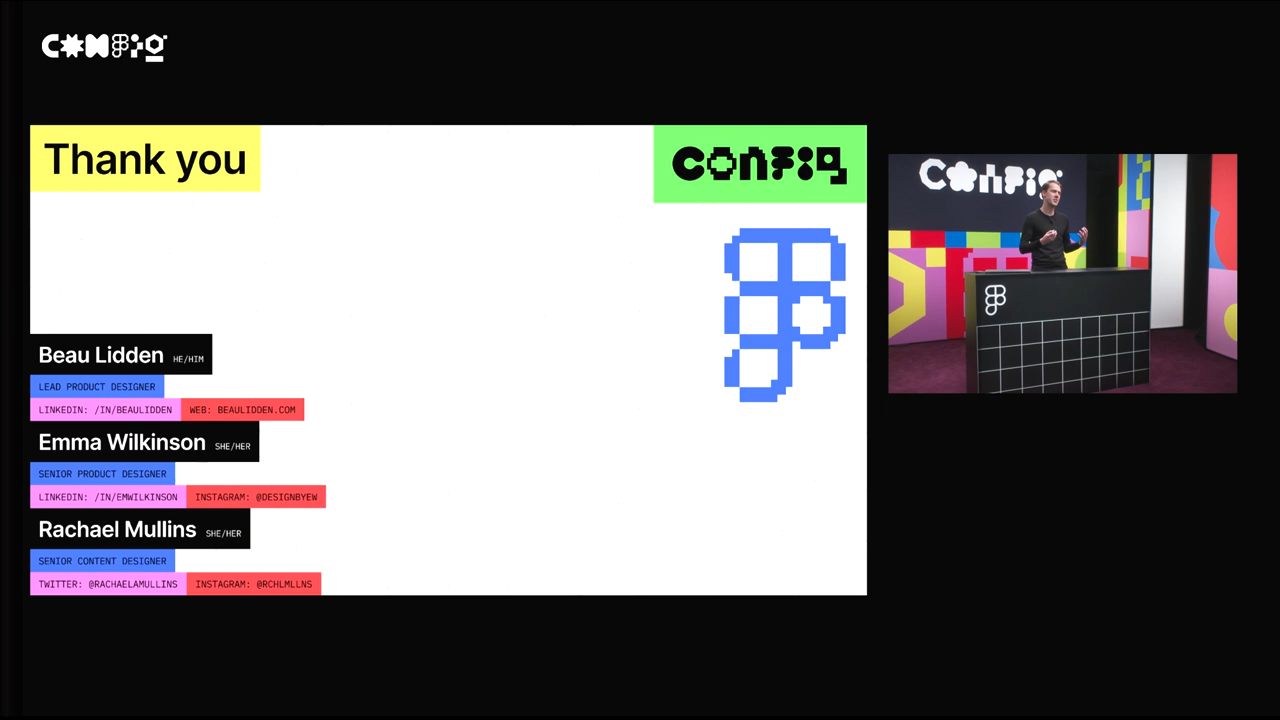 CONFIG
Thank you
CONFIG
Beau Lidden HE/HIM
LEAD PRODUCT DESIGNER
LINKEDIN: /IN/BEAULIDDEN WEB: BEAULIDDEN.COM
Emma Wilkinson SHE/HER
SENIOR PRODUCT DESIGNER
LINKEDIN: /IN/EMWILKINSON INSTAGRAM: @DESIGNBYEW
Rachael Mullins SHE/HER
SENIOR CONTENT DESIGNER
TWITTER: @RACHAELAMULLINS INSTAGRAM: @RCHLMLLNS
Config